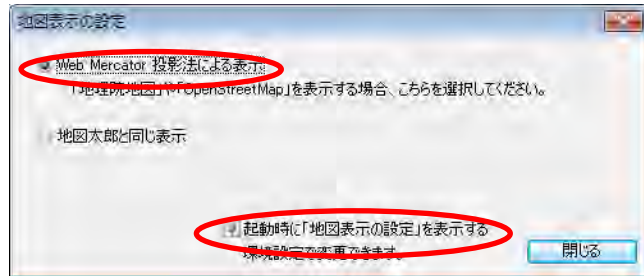 地図表示の設定
Web Mercator 投影法による表示
「地理院地図」や「OpenStreetMap」を表示する場合、こちらを選択してください。
地図太郎と同じ表示
起動時に「地図表示の設定」を表示する
環境設定で変更できます。
閉じる